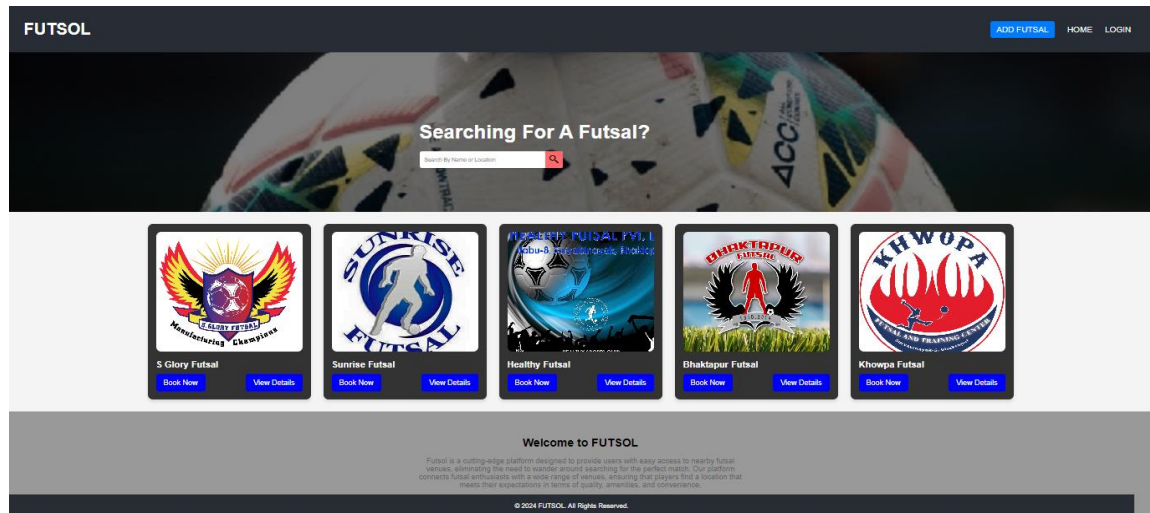 FUTSOL
ADD FUTSAL HOME LOGIN
Searching For A Futsal?
Search By Name or Location
ACC
S GLORY FUTSAL
Manufacturing Champions
SUNRISE
FUTSAL
HEALTHY FUTSAL PVT. L
BHAKTAPUR
FUTSAL
KHWOPA
FUTSAL AND TRAINING CENTER
S Glory Futsal
Sunrise Futsal
Healthy Futsal
Bhaktapur Futsal
Khowpa Futsal
Book Now View Details
Book Now View Details
Book Now View Details
Book Now View Details
Book Now View Details
Welcome to FUTSOL
Futsol is a cutting-edge platform designed to provide users with easy access to nearby futsal
venues, eliminating the need to wander around searching for the perfect match. Our platform
connects futsal enthusiasts with a wide range of venues, ensuring that players find a location that
meets their expectations in terms of quality, amenities, and convenience.
© 2024 FUTSOL. All Rights Reserved.